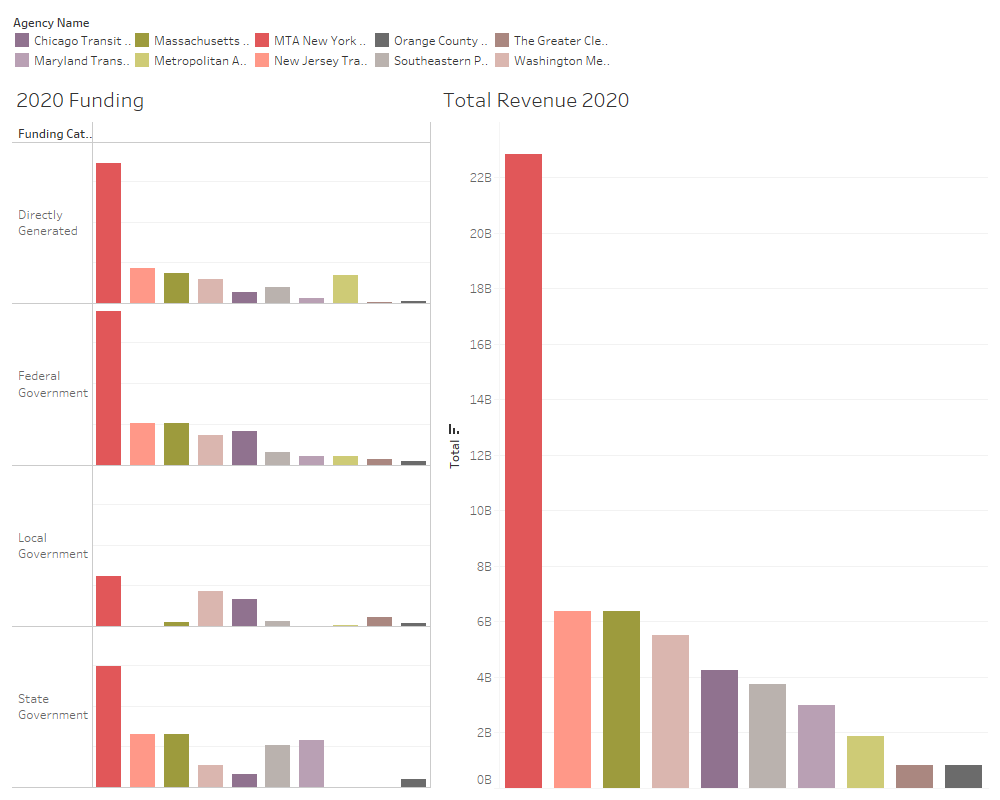 Agency Name
Chicago Transit .. Massachusetts .. MTA New York .. Orange County .. The Greater Cle..
Maryland Trans.. Metropolitan A.. New Jersey Tra.. Southeastern P.. Washington Me..
2020 Funding
Funding Cat..
Directly
Generated
Federal
Government
Local
Government
State
Government
Total Revenue 2020
22B
20B
18B
16B
14B
12B
10B
8B
6B
4B
2B
0B
Total